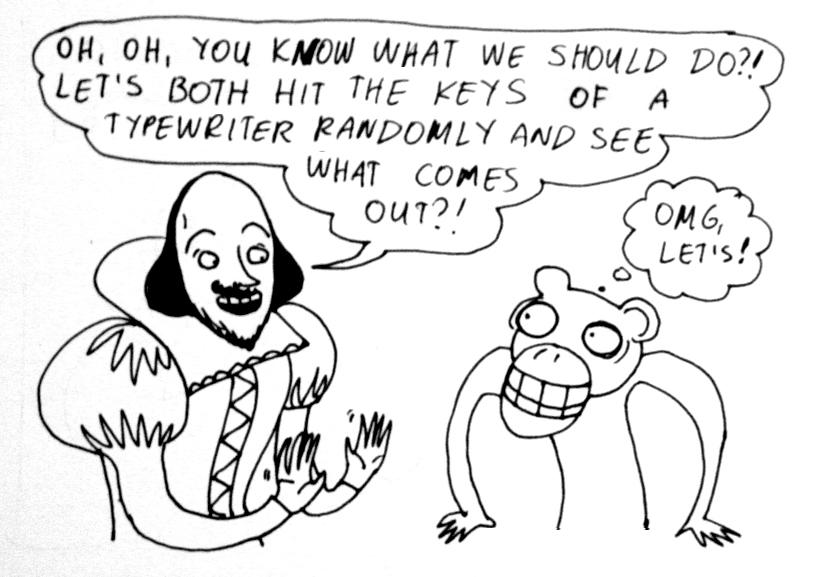 OH, OH, YOU KNOW WHAT WE SHOULD DO?!
LET'S BOTH HIT THE KEYS OF A
TYPEWRITER RANDOMLY AND SEE
WHAT COMES
OUT?!
OMG,
LET'S!